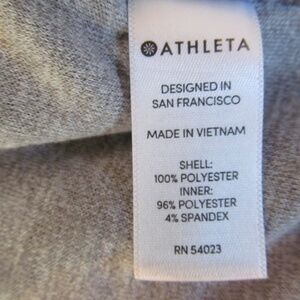 ATHLETA
DESIGNED IN
SAN FRANCISCO
MADE IN VIETNAM
SHELL:
100% POLYESTER
INNER:
96% POLYESTER
4% SPANDEX
RN 54023